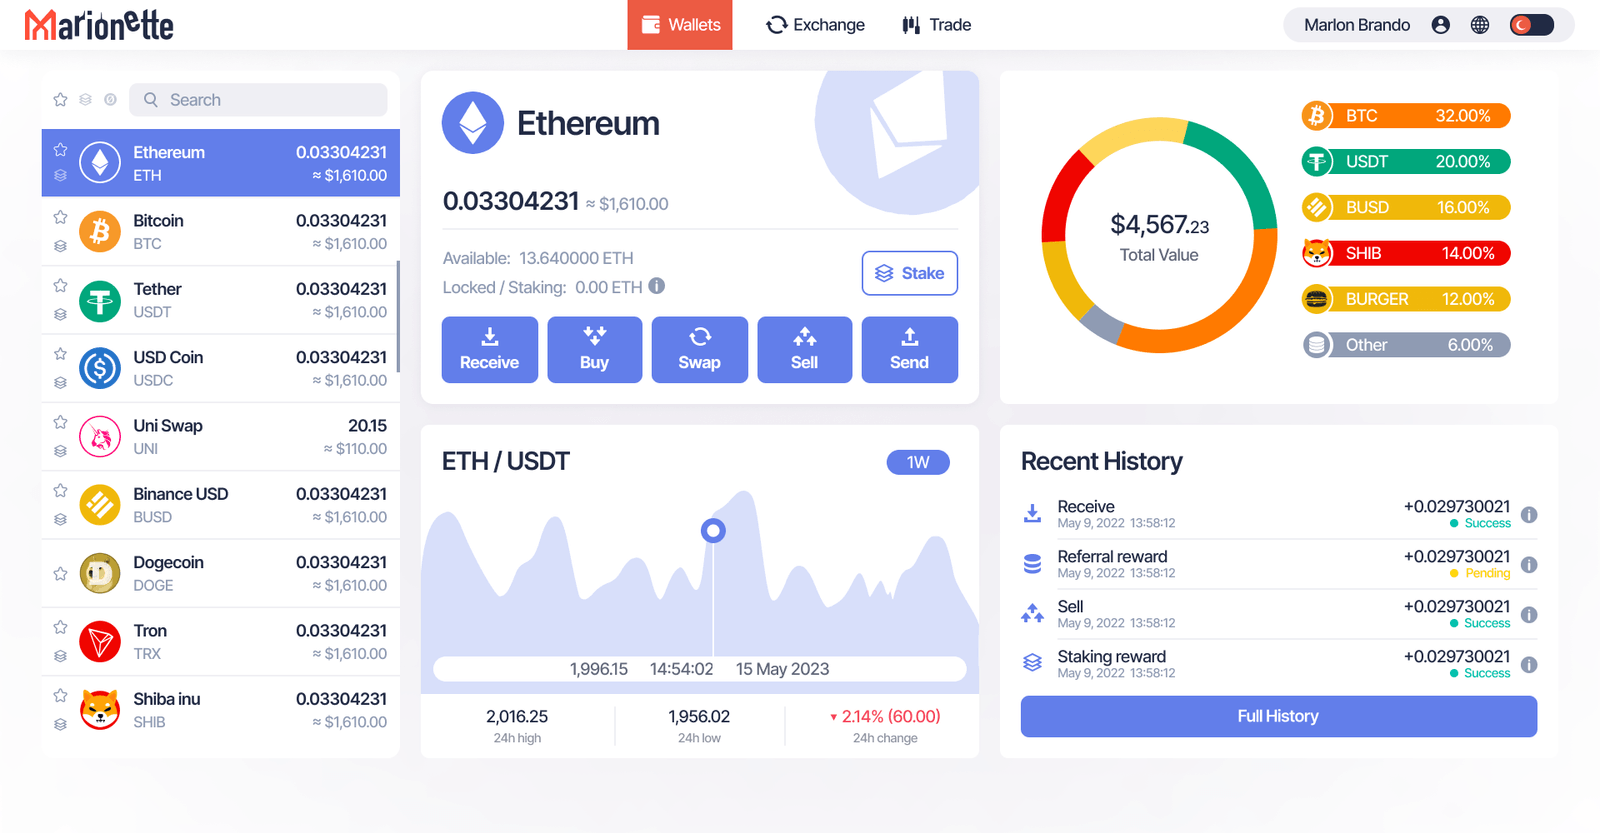 Marionette
Wallets
Exchange
Trade
Marlon Brando
Search
Ethereum 0.03304231
ETH ≈ $1,610.00
Bitcoin 0.03304231
BTC ≈ $1,610.00
Tether 0.03304231
USDT ≈ $1,610.00
USD Coin 0.03304231
USDC ≈ $1,610.00
Uni Swap 20.15
UNI ≈ $110.00
Binance USD 0.03304231
BUSD ≈ $1,610.00
Dogecoin 0.03304231
DOGE ≈ $1,610.00
Tron 0.03304231
TRX ≈ $1,610.00
Shiba inu 0.03304231
SHIB ≈ $1,610.00
Ethereum
0.03304231 ≈ $1,610.00
Available: 13.640000 ETH
Locked / Staking: 0.00 ETH
Stake
Receive
Buy
Swap
Sell
Send
$4,567.23
Total Value
BTC 32.00%
USDT 20.00%
BUSD 16.00%
SHIB 14.00%
BURGER 12.00%
Other 6.00%
ETH / USDT
1W
1,996.15 14:54:02 15 May 2023
2,016.25
24h high
1,956.02
24h low
▾ 2.14% (60.00)
24h change
Recent History
Receive +0.029730021
May 9, 2022 13:58:12 Success
Referral reward +0.029730021
May 9, 2022 13:58:12 Pending
Sell +0.029730021
May 9, 2022 13:58:12 Success
Staking reward +0.029730021
May 9, 2022 13:58:12 Success
Full History